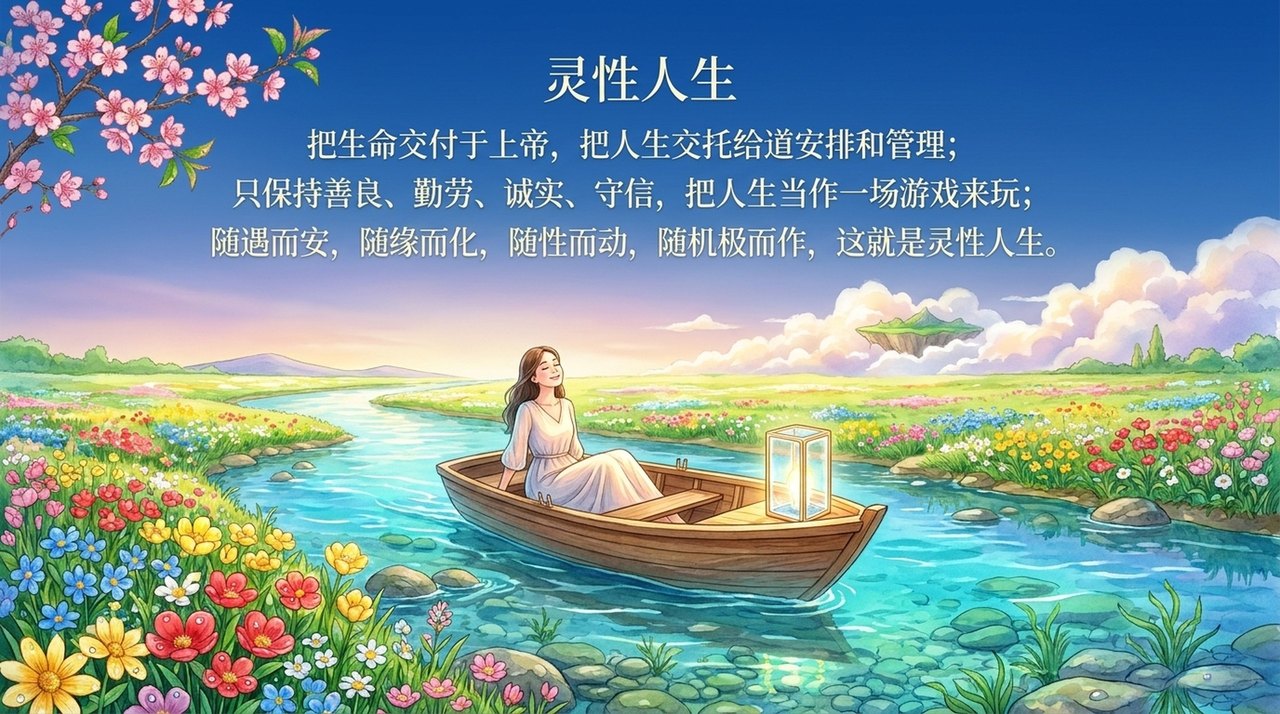 灵性人生
把生命交付于上帝，把人生交托给道安排和管理；
只保持善良、勤劳、诚实、守信，把人生当作一场游戏来玩；
随遇而安，随缘而化，随性而动，随机极而作，这就是灵性人生。